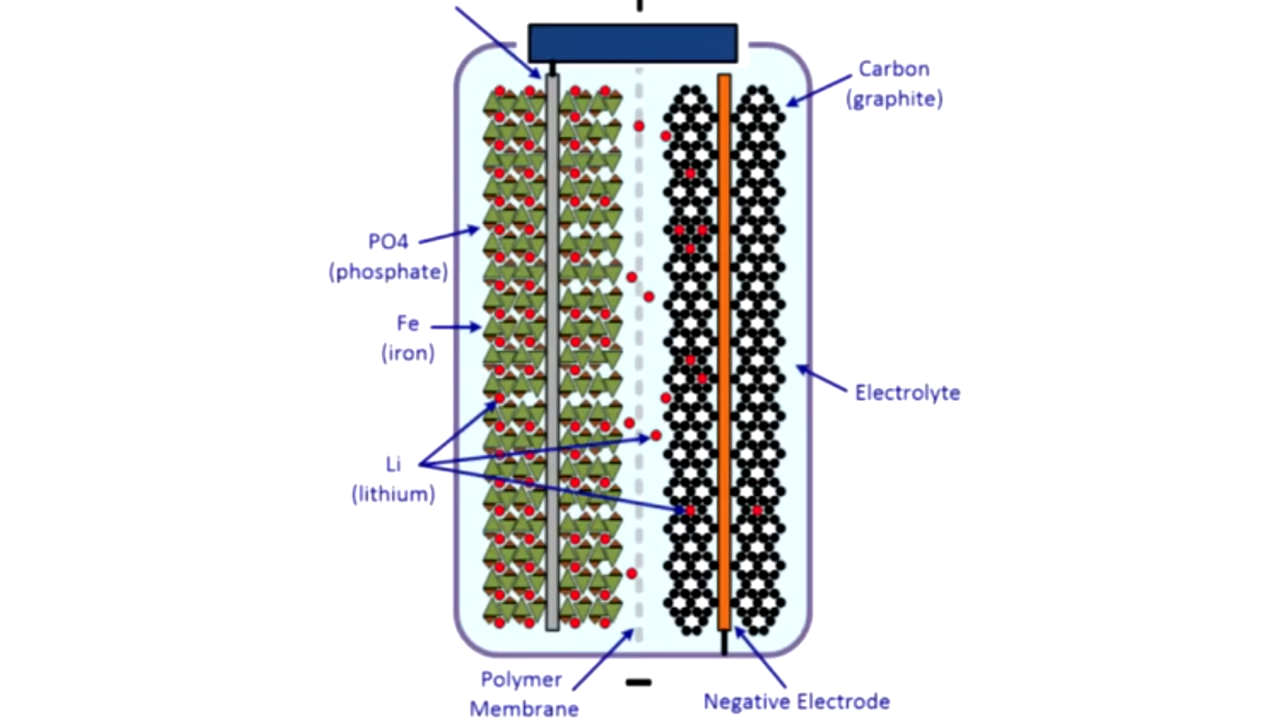 Carbon
(graphite)
PO4
(phosphate)
Fe
(iron)
Electrolyte
Li
(lithium)
Polymer
Membrane
Negative Electrode